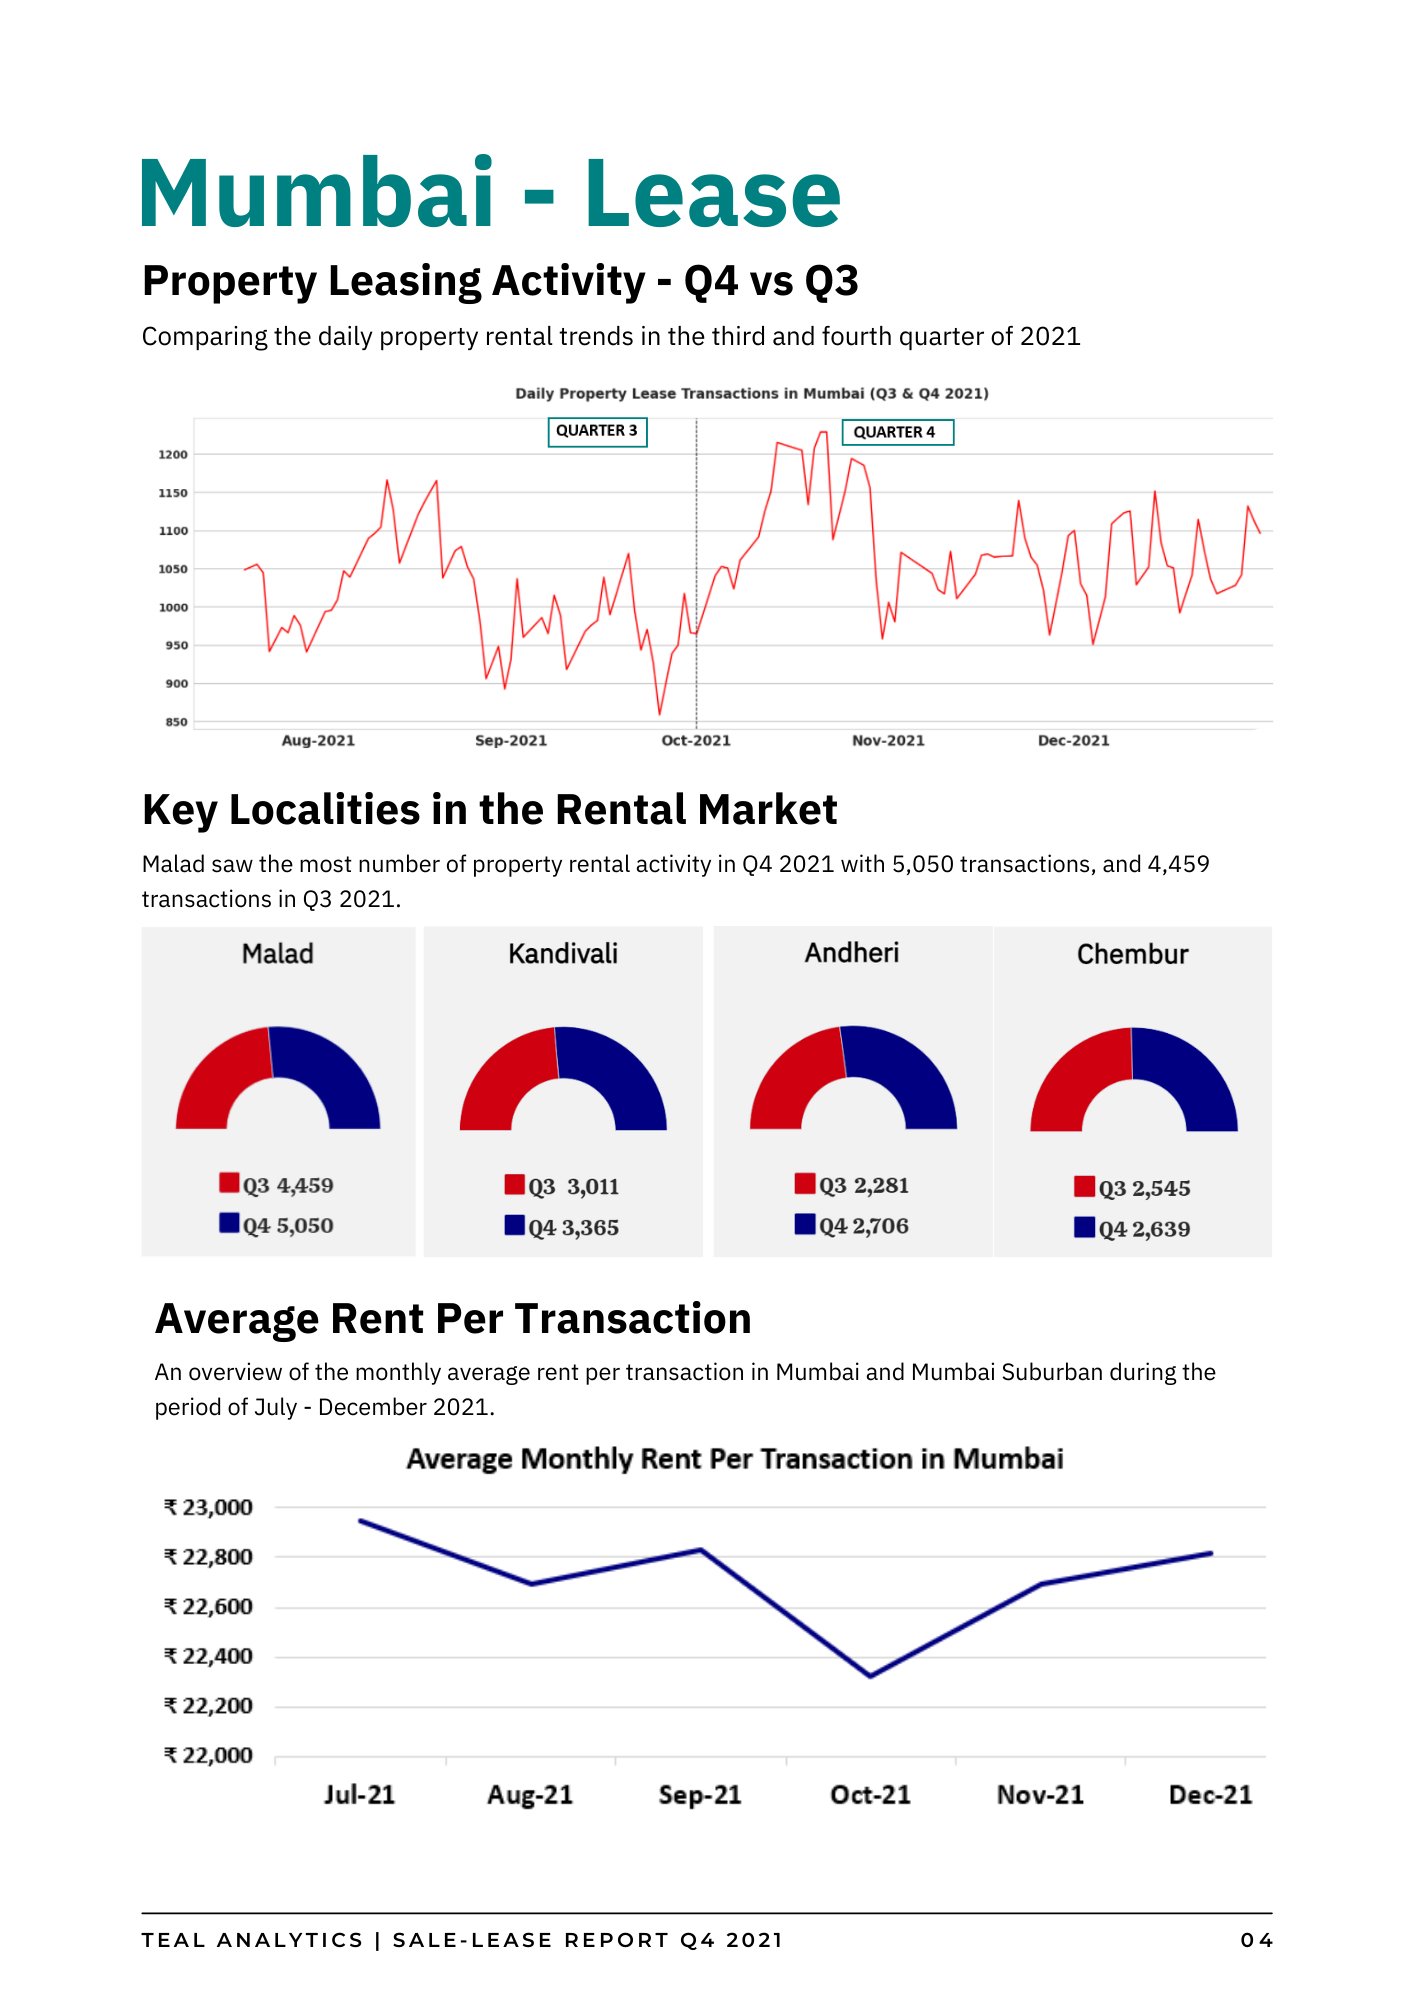 Mumbai - Lease
Property Leasing Activity - Q4 vs Q3
Comparing the daily property rental trends in the third and fourth quarter of 2021
Daily Property Lease Transactions in Mumbai (Q3 & Q4 2021)
QUARTER 3
QUARTER 4
1200
1150
1100
1050
1000
950
900
850
Aug-2021 Sep-2021 Oct-2021 Nov-2021 Dec-2021
Key Localities in the Rental Market
Malad saw the most number of property rental activity in Q4 2021 with 5,050 transactions, and 4,459
transactions in Q3 2021.
Malad
Q3 4,459
Q4 5,050
Kandivali
Q3 3,011
Q4 3,365
Andheri
Q3 2,281
Q4 2,706
Chembur
Q3 2,545
Q4 2,639
Average Rent Per Transaction
An overview of the monthly average rent per transaction in Mumbai and Mumbai Suburban during the
period of July - December 2021.
Average Monthly Rent Per Transaction in Mumbai
₹ 23,000
₹ 22,800
₹ 22,600
₹ 22,400
₹ 22,200
₹ 22,000
Jul-21 Aug-21 Sep-21 Oct-21 Nov-21 Dec-21
TEAL ANALYTICS | SALE-LEASE REPORT Q4 2021 04